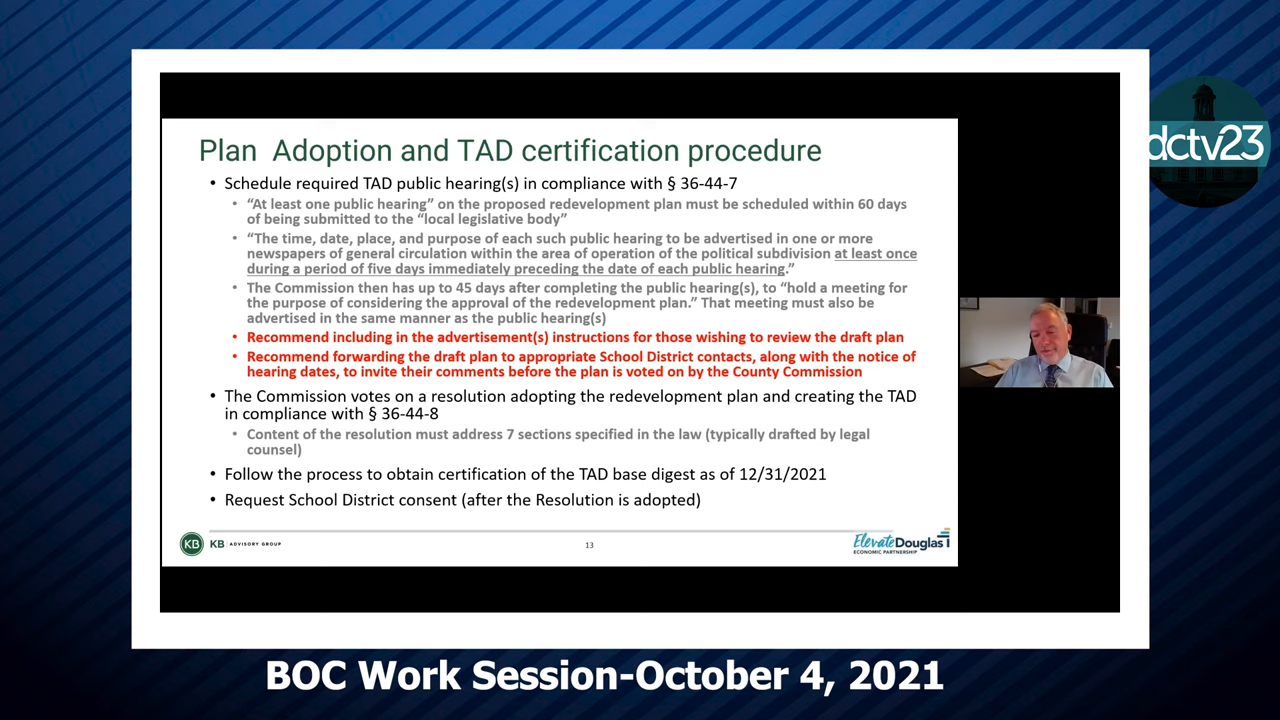 Plan Adoption and TAD certification procedure
• Schedule required TAD public hearing(s) in compliance with § 36-44-7
• “At least one public hearing” on the proposed redevelopment plan must be scheduled within 60 days
of being submitted to the “local legislative body”
• “The time, date, place, and purpose of each such public hearing to be advertised in one or more
newspapers of general circulation within the area of operation of the political subdivision at least once
during a period of five days immediately preceding the date of each public hearing.”
• The Commission then has up to 45 days after completing the public hearing(s), to “hold a meeting for
the purpose of considering the approval of the redevelopment plan.” That meeting must also be
advertised in the same manner as the public hearing(s)
• Recommend including in the advertisement(s) instructions for those wishing to review the draft plan
• Recommend forwarding the draft plan to appropriate School District contacts, along with the notice of
hearing dates, to invite their comments before the plan is voted on by the County Commission
• The Commission votes on a resolution adopting the redevelopment plan and creating the TAD
in compliance with § 36-44-8
• Content of the resolution must address 7 sections specified in the law (typically drafted by legal
counsel)
• Follow the process to obtain certification of the TAD base digest as of 12/31/2021
• Request School District consent (after the Resolution is adopted)
KB KB ADVISORY GROUP
13
ElevateDouglas
ECONOMIC PARTNERSHIP
dctv23
BOC Work Session-October 4, 2021